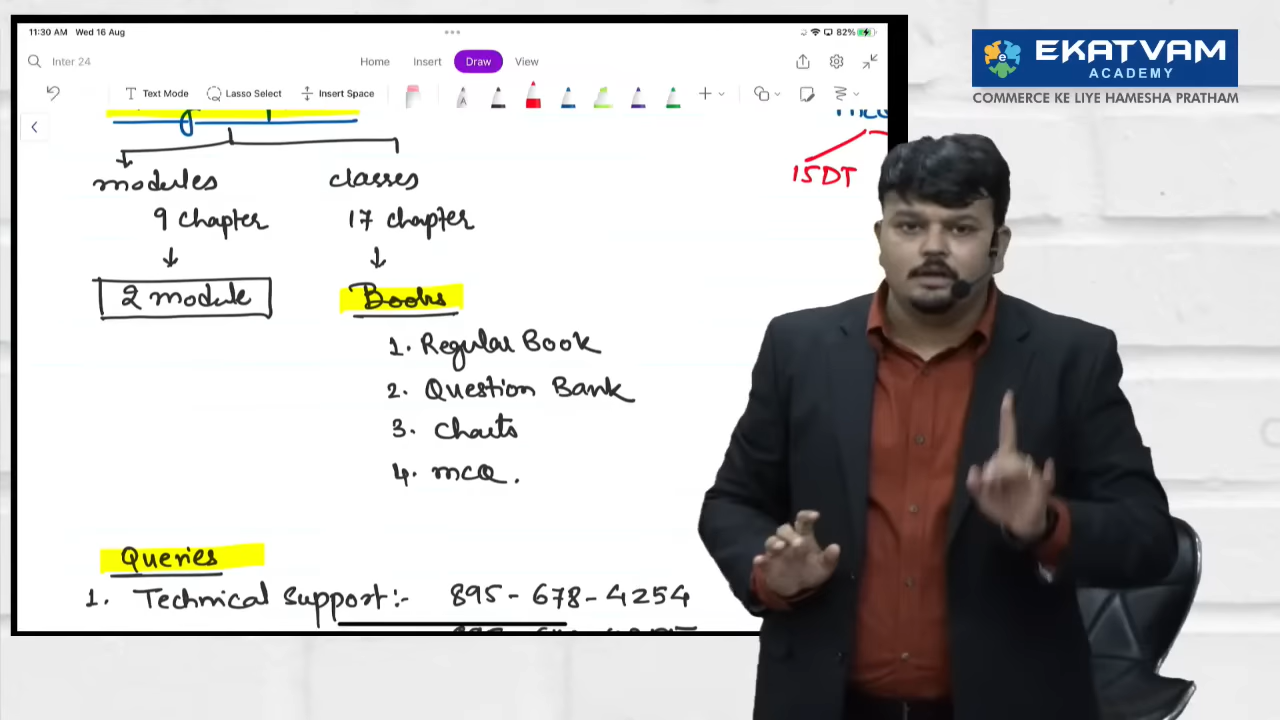 11:30 AM Wed 16 Aug
82%
EKATVAM
ACADEMY
COMMERCE KE LIYE HAMESHA PRATHAM
Inter 24
Home Insert Draw View
Text Mode Lasso Select Insert Space
15DT
modules classes
9 chapter 17 chapter
2 module Books
1. Regular Book
2. Question Bank
3. Charts
4. MCQ.
Queries
1. Technical Support:- 895-678-4254